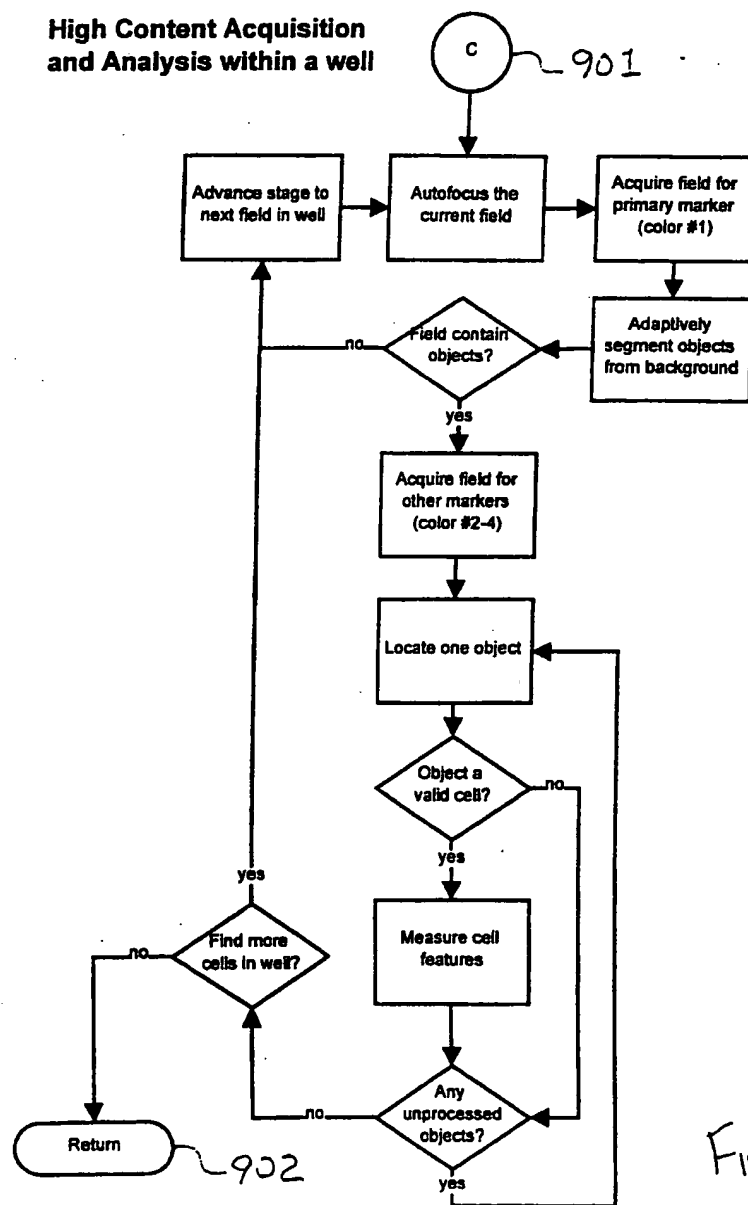 High Content Acquisition
and Analysis within a well
C
901
Advance stage to
next field in well
Autofocus the
current field
Acquire field for
primary marker
(color #1)
Adaptively
segment objects
from background
Field contain
objects?
no
yes
Acquire field for
other markers
(color #2-4)
Locate one object
Object a
valid cell?
no
yes
Measure cell
features
yes
Find more
cells in well?
no
Any
unprocessed
objects?
no
yes
Return
902